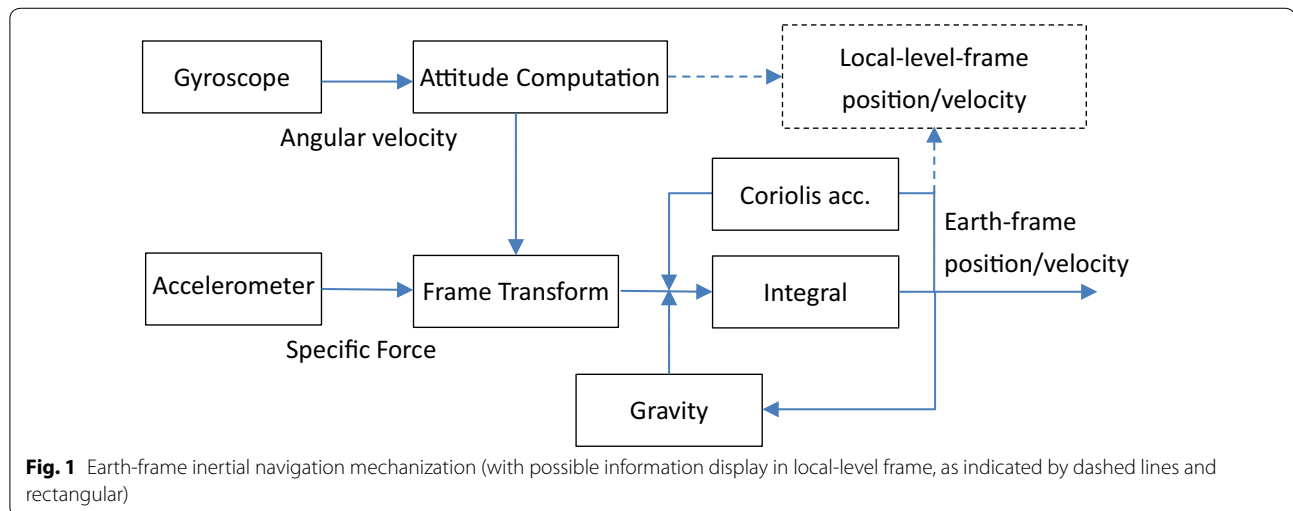 Gyroscope
Attitude Computation
Local-level-frame
position/velocity
Angular velocity
Coriolis acc.
Earth-frame
position/velocity
Accelerometer
Frame Transform
Integral
Specific Force
Gravity
Fig. 1 Earth-frame inertial navigation mechanization (with possible information display in local-level frame, as indicated by dashed lines and
rectangular)